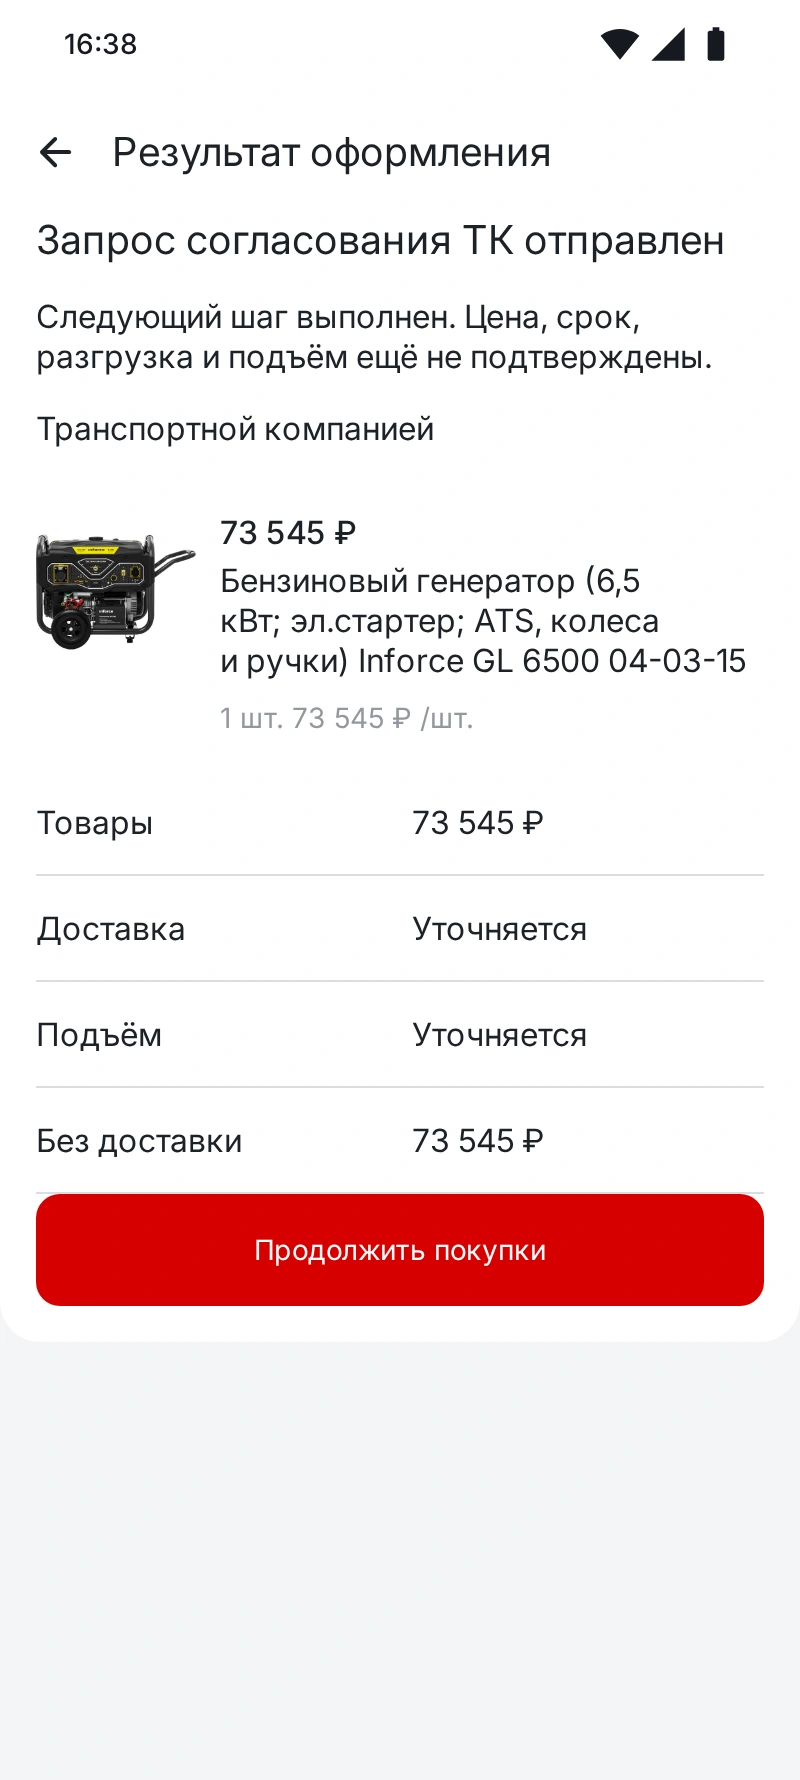 16:38
Результат оформления
Запрос согласования ТК отправлен
Следующий шаг выполнен. Цена, срок,
разгрузка и подъём ещё не подтверждены.
Транспортной компанией
73 545 ₽
Бензиновый генератор (6,5
кВт; эл.стартер; ATS, колеса
и ручки) Inforce GL 6500 04-03-15
1 шт. 73 545 ₽ /шт.
Товары 73 545 ₽
Доставка Уточняется
Подъём Уточняется
Без доставки 73 545 ₽
Продолжить покупки